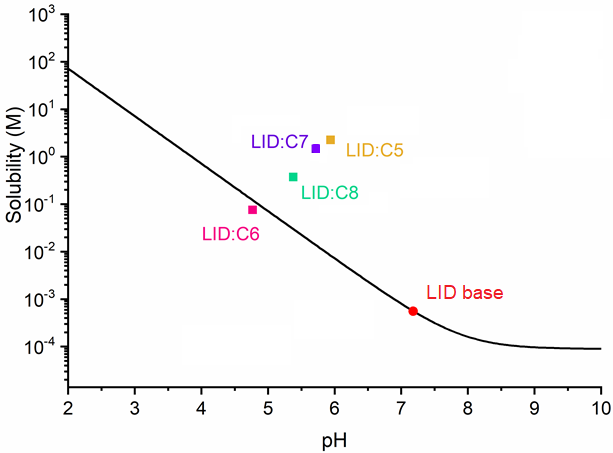 10³
10²
10¹
10⁰
10⁻¹
10⁻²
10⁻³
10⁻⁴
Solubility (M)
LID:C7
LID:C5
LID:C8
LID:C6
LID base
2 3 4 5 6 7 8 9 10
pH